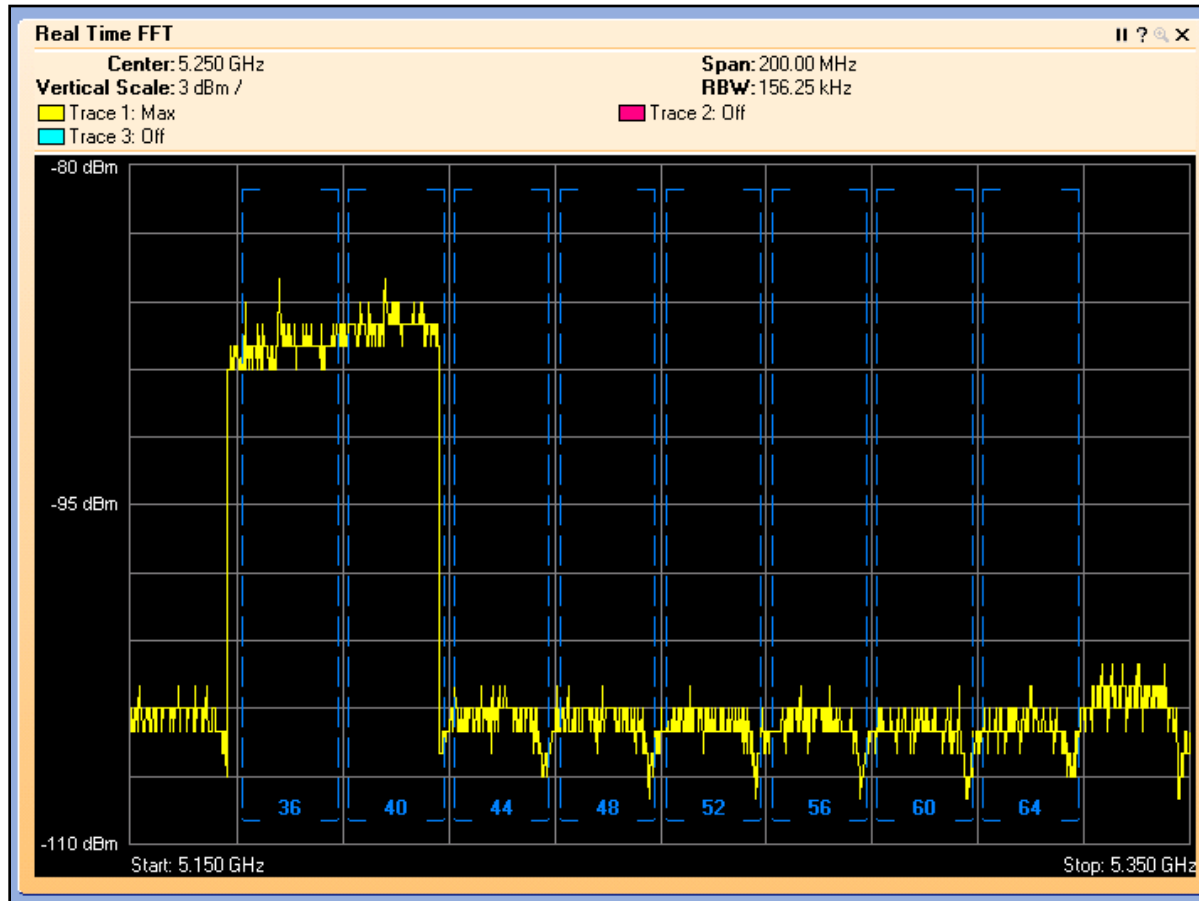 Real Time FFT
Center: 5.250 GHz Span: 200.00 MHz
Vertical Scale: 3 dBm / RBW: 156.25 kHz
Trace 1: Max Trace 2: Off
Trace 3: Off
-80 dBm
-95 dBm
36 40 44 48 52 56 60 64
-110 dBm
Start: 5.150 GHz Stop: 5.350 GHz